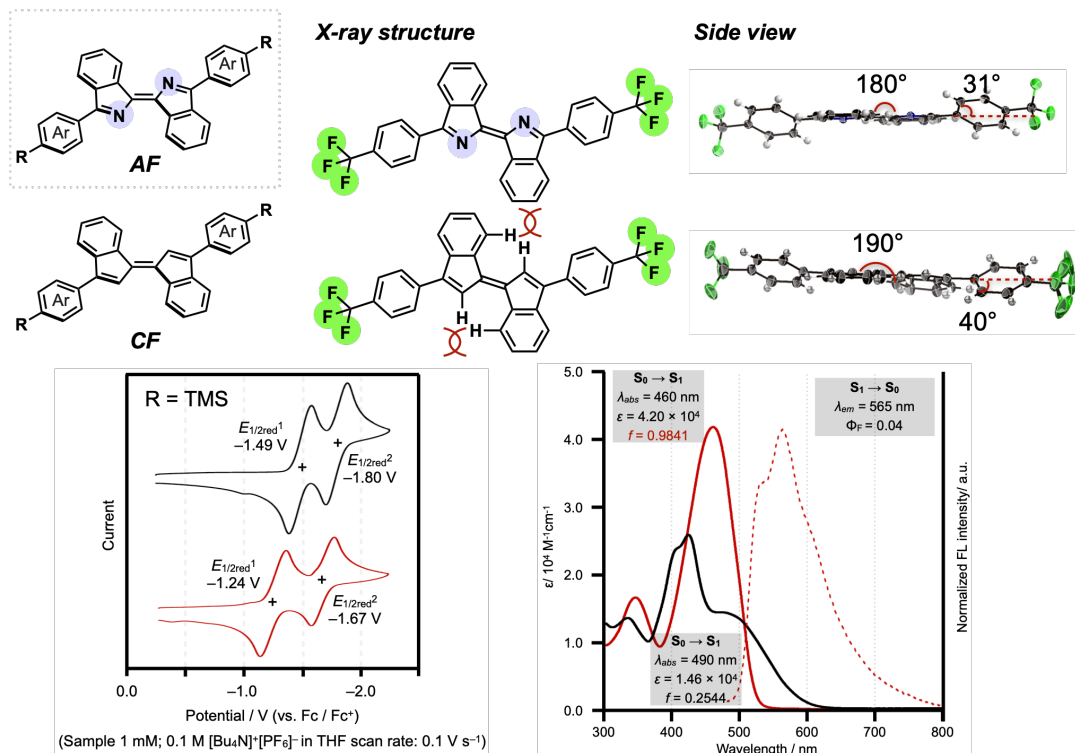 X-ray structure
Side view
R
Ar
N
N
Ar
R
AF
F
F
F
N
N
F
F
F
180°
31°
R
Ar
Ar
R
CF
H
H
F
F
F
F
F
F
H
H
190°
40°
R = TMS
E1/2red¹
–1.49 V
E1/2red²
–1.80 V
E1/2red¹
–1.24 V
E1/2red²
–1.67 V
Current
0.0
–1.0
–2.0
Potential / V (vs. Fc / Fc⁺)
(Sample 1 mM; 0.1 M [Bu₄N]⁺[PF₆]⁻ in THF scan rate: 0.1 V s⁻¹)
S₀ → S₁
λabs = 460 nm
ε = 4.20 × 10⁴
f = 0.9841
S₁ → S₀
λem = 565 nm
ΦF = 0.04
S₀ → S₁
λabs = 490 nm
ε = 1.46 × 10⁴
f = 0.2544
5.0
4.0
3.0
2.0
1.0
0.0
ε/ 10⁴ M⁻¹cm⁻¹
Normalized FL intensity/ a.u.
300
400
500
600
700
800
Wavelength / nm